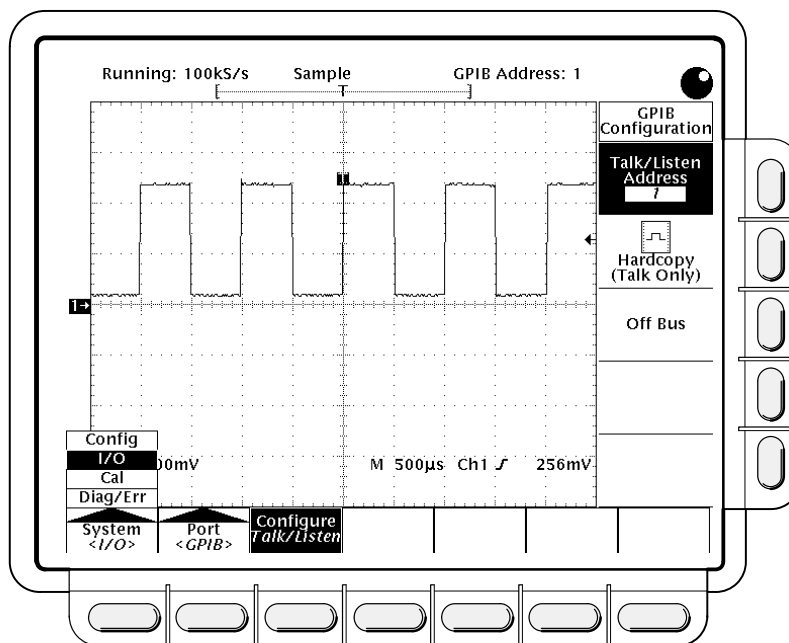 Running: 100kS/s Sample GPIB Address: 1
T
GPIB
Configuration
Talk/Listen
Address
1
Hardcopy
(Talk Only)
Off Bus
1
Config
I/O
Cal
Diag/Err
00mV M 500µs Ch1 256mV
System
<I/O>
Port
<GPIB>
Configure
Talk/Listen